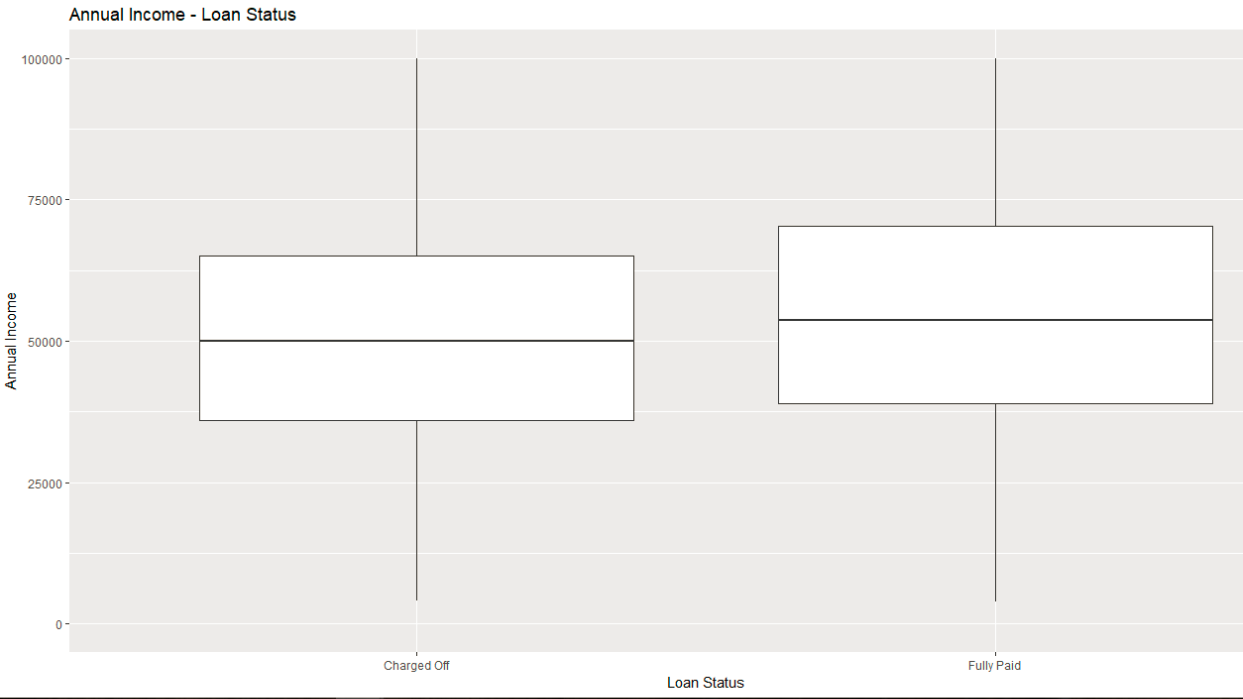 Annual Income - Loan Status
100000
75000
50000
25000
0
Annual Income
Charged Off
Fully Paid
Loan Status